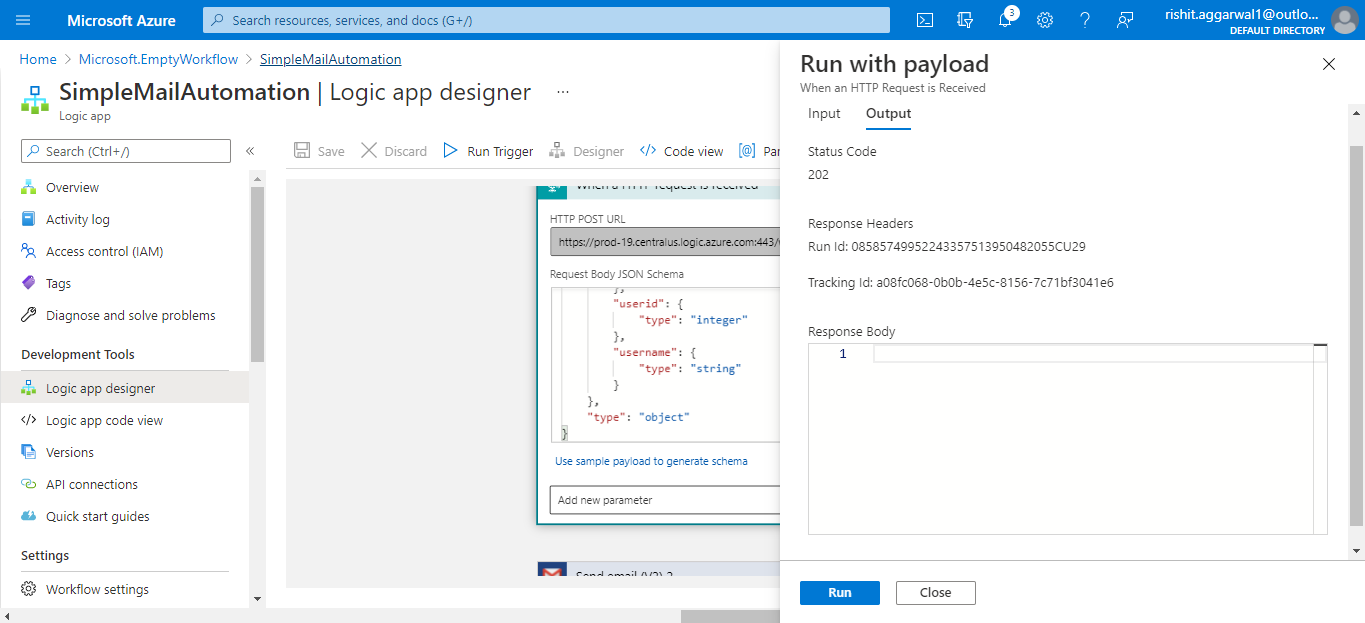 Microsoft Azure
Search resources, services, and docs (G+/)
3
rishit.aggarwal1@outlo...
DEFAULT DIRECTORY
Home > Microsoft.EmptyWorkflow > SimpleMailAutomation
SimpleMailAutomation | Logic app designer ...
Logic app
Search (Ctrl+/)
«
Overview
Activity log
Access control (IAM)
Tags
Diagnose and solve problems
Development Tools
Logic app designer
Logic app code view
Versions
API connections
Quick start guides
Settings
Workflow settings
Save
Discard
Run Trigger
Designer
Code view
Par
When a HTTP request is received
HTTP POST URL
https://prod-19.centralus.logic.azure.com:443/
Request Body JSON Schema
},
"userid": {
"type": "integer"
},
"username": {
"type": "string"
}
},
"type": "object"
}
Use sample payload to generate schema
Add new parameter
Send email (V2) 2
Run with payload
When an HTTP Request is Received
Input
Output
Status Code
202
Response Headers
Run Id: 08585749952243357513950482055CU29
Tracking Id: a08fc068-0b0b-4e5c-8156-7c71bf3041e6
Response Body
1
Run
Close